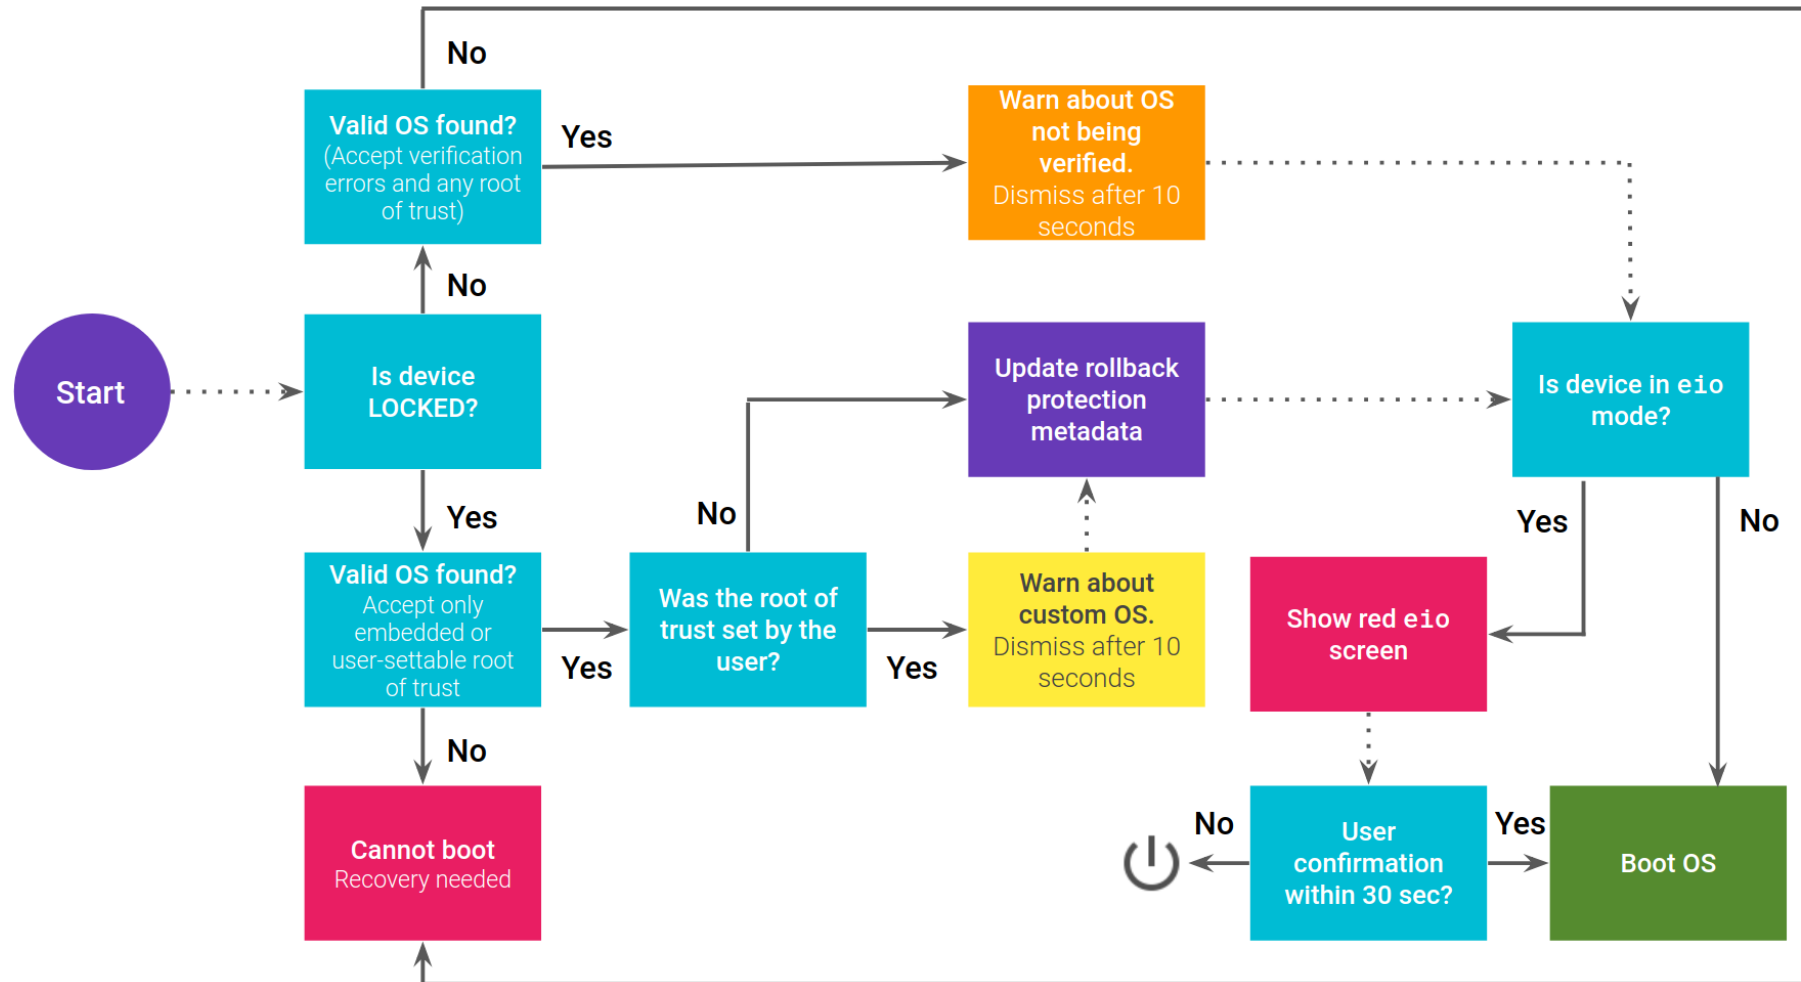 No
Valid OS found?
(Accept verification
errors and any root
of trust)
Yes
Warn about OS
not being
verified.
Dismiss after 10
seconds
No
Start
Is device
LOCKED?
Update rollback
protection
metadata
Is device in eio
mode?
Yes
No
Yes
No
Valid OS found?
Accept only
embedded or
user-settable root
of trust
Yes
Was the root of
trust set by the
user?
Yes
Warn about
custom OS.
Dismiss after 10
seconds
Show red eio
screen
No
Cannot boot
Recovery needed
No
User
confirmation
within 30 sec?
Yes
Boot OS